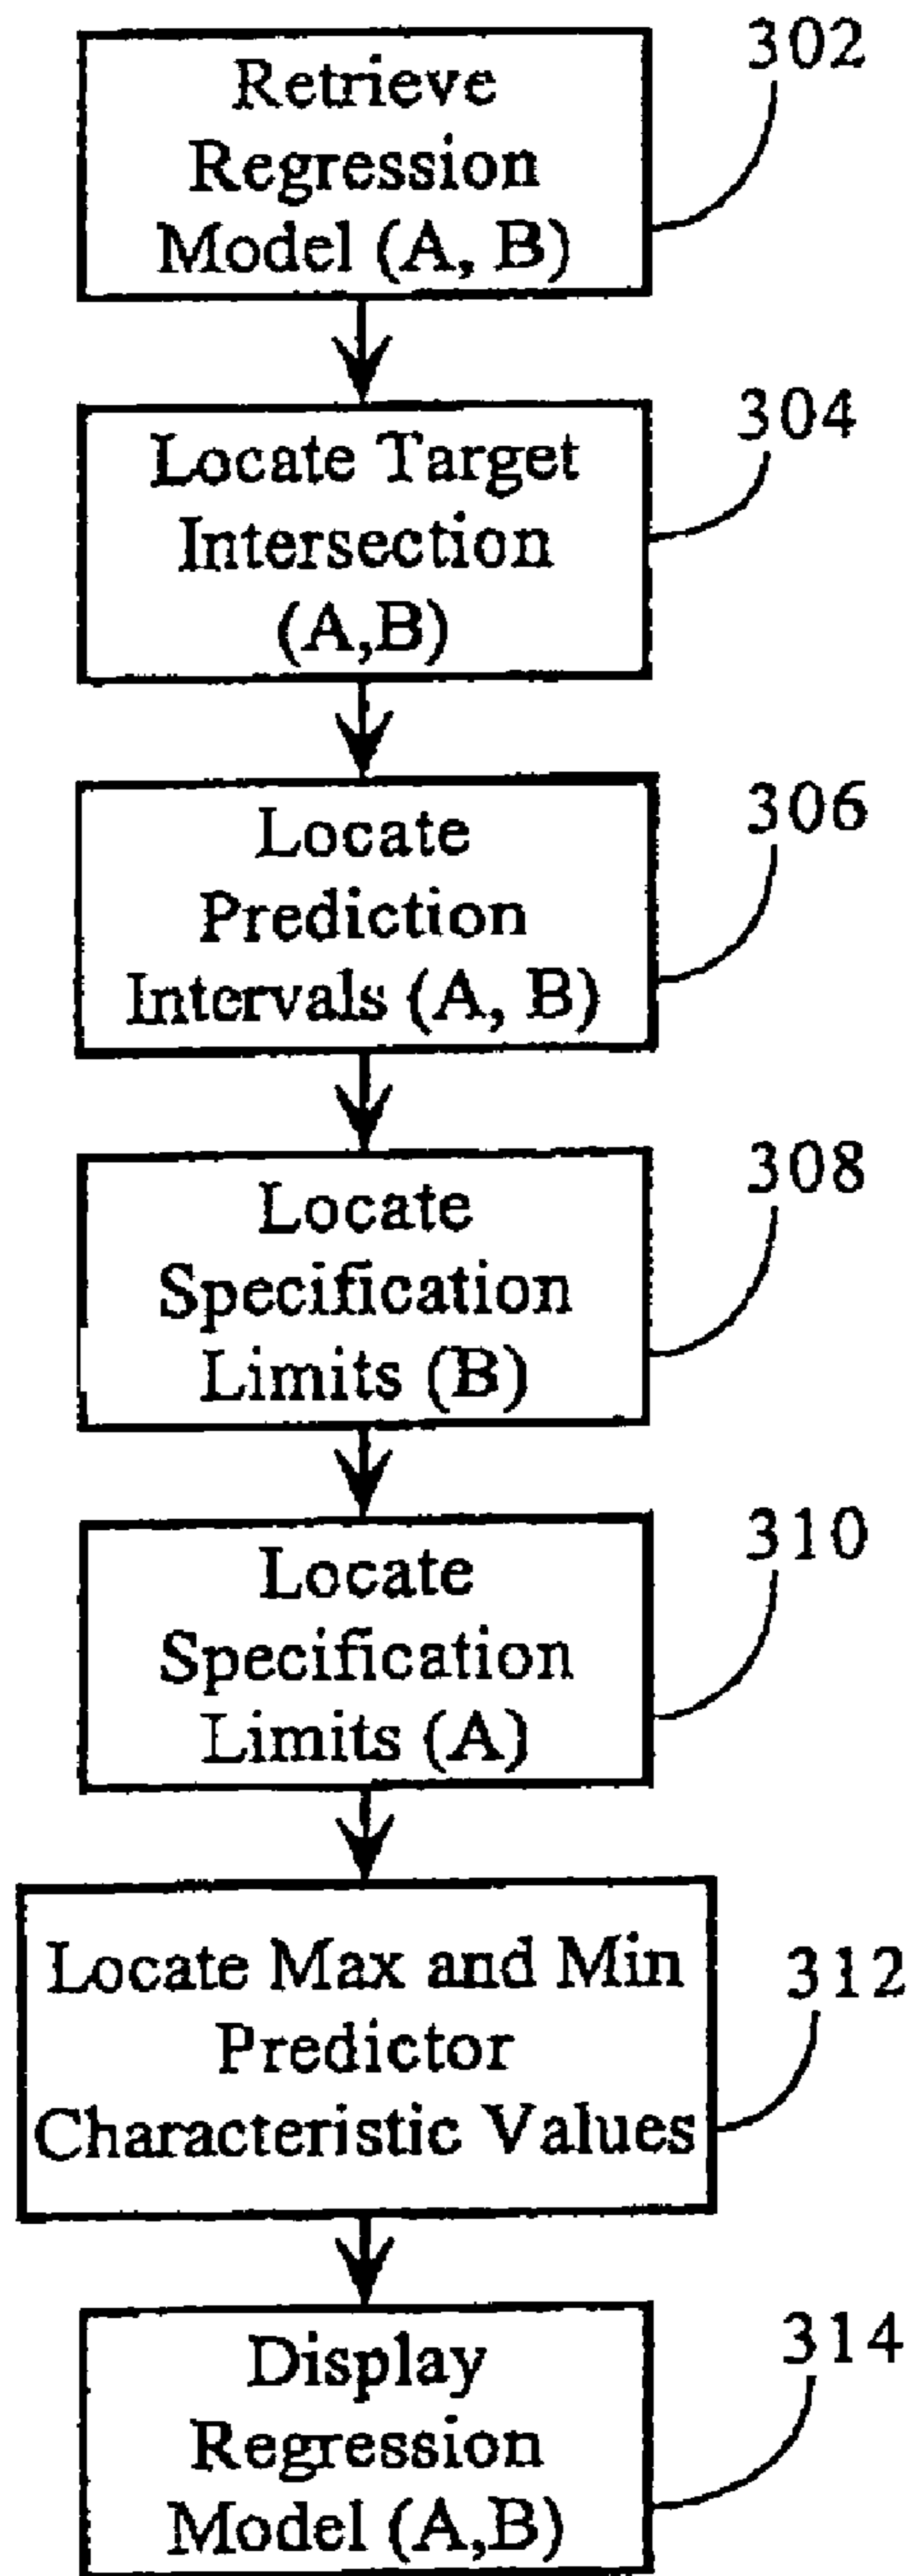 302
Retrieve
Regression
Model (A, B)
304
Locate Target
Intersection
(A,B)
306
Locate
Prediction
Intervals (A, B)
308
Locate
Specification
Limits (B)
310
Locate
Specification
Limits (A)
312
Locate Max and Min
Predictor
Characteristic Values
314
Display
Regression
Model (A,B)